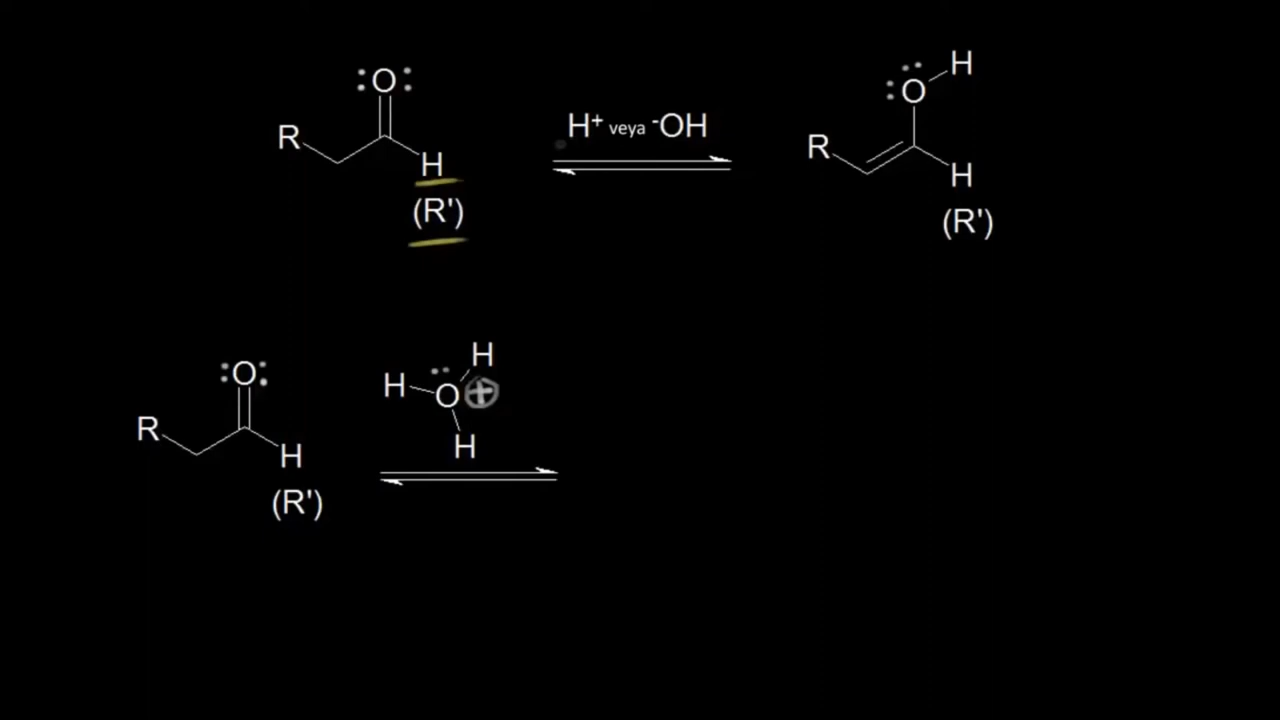 :O: H⁺ veya ⁻OH :O H
R H R H
(R') (R')
:O: H H O ⊕ H
R H
(R')